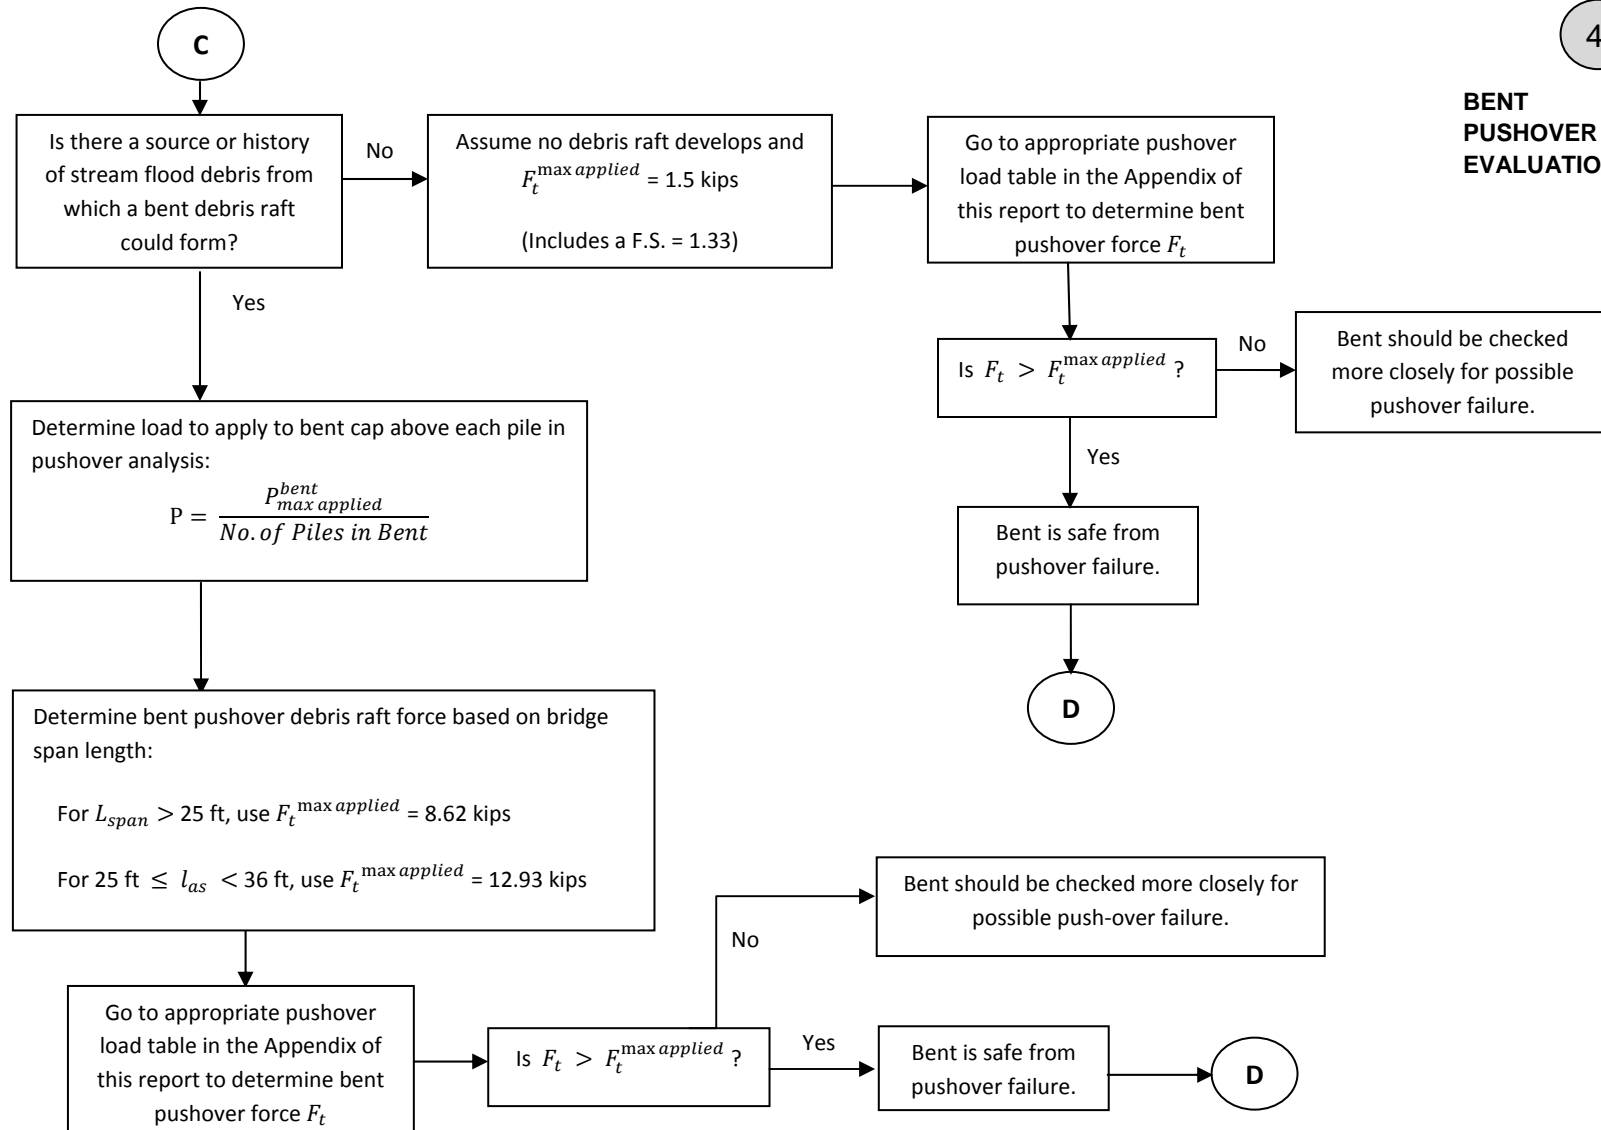 C
4
BENT
PUSHOVER
EVALUATIO
Is there a source or history
of stream flood debris from
which a bent debris raft
could form?
No
Assume no debris raft develops and
F_t^{max applied} = 1.5 kips
(Includes a F.S. = 1.33)
Go to appropriate pushover
load table in the Appendix of
this report to determine bent
pushover force F_t
Yes
Is F_t > F_t^{max applied} ?
No
Bent should be checked
more closely for possible
pushover failure.
Yes
Bent is safe from
pushover failure.
D
Determine load to apply to bent cap above each pile in
pushover analysis:
P = \frac{P_{max applied}^{bent}}{No. of Piles in Bent}
Determine bent pushover debris raft force based on bridge
span length:
For L_{span} > 25 ft, use F_t^{max applied} = 8.62 kips
For 25 ft ≤ l_{as} < 36 ft, use F_t^{max applied} = 12.93 kips
Go to appropriate pushover
load table in the Appendix of
this report to determine bent
pushover force F_t
Is F_t > F_t^{max applied} ?
No
Bent should be checked more closely for
possible push-over failure.
Yes
Bent is safe from
pushover failure.
D